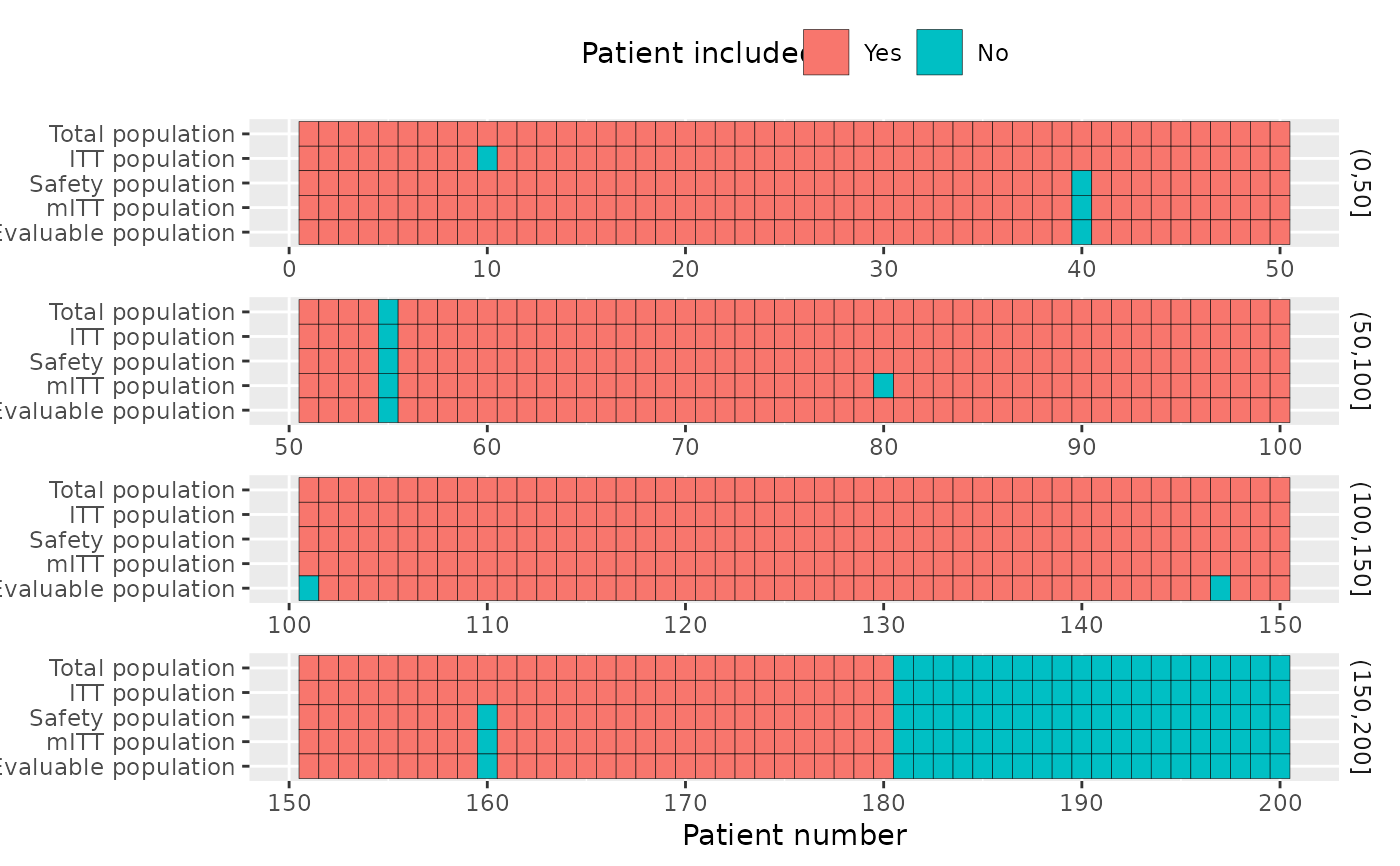 Patient included Yes No
Total population
ITT population
Safety population
mITT population
Evaluable population
(0,50]
0 10 20 30 40 50
Total population
ITT population
Safety population
mITT population
Evaluable population
(50,100]
50 60 70 80 90 100
Total population
ITT population
Safety population
mITT population
Evaluable population
(100,150]
100 110 120 130 140 150
Total population
ITT population
Safety population
mITT population
Evaluable population
(150,200]
150 160 170 180 190 200
Patient number